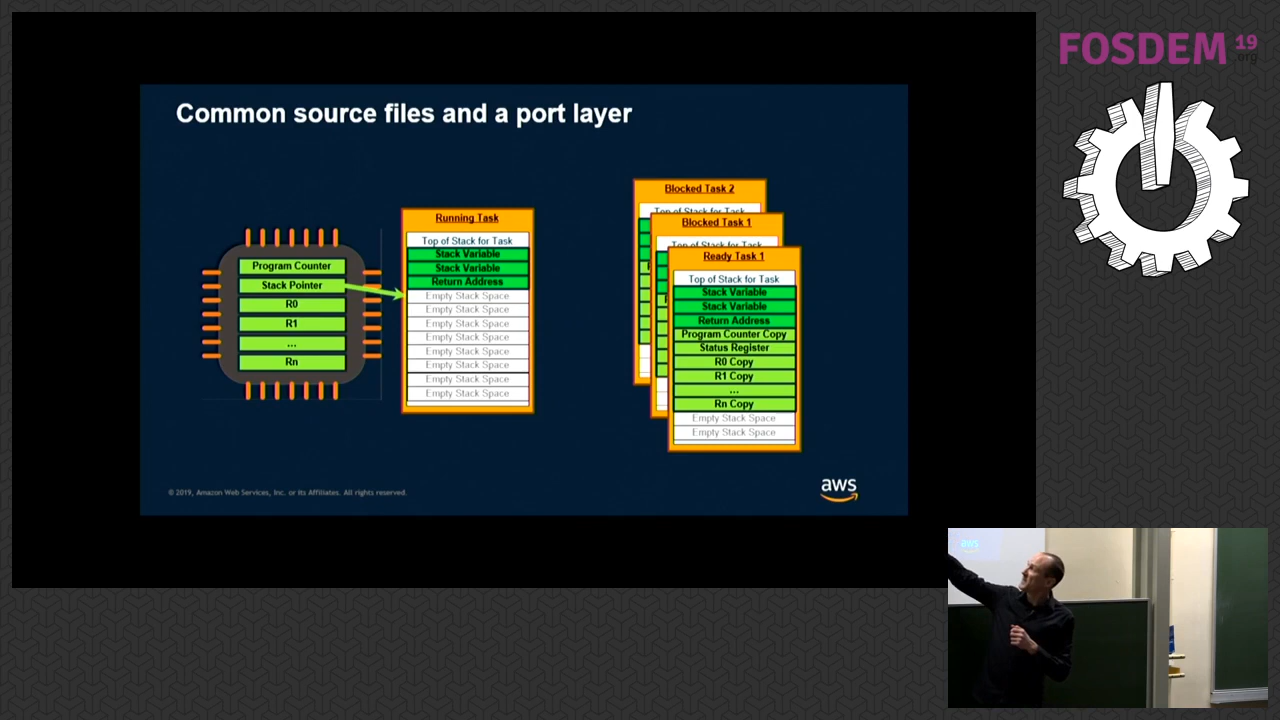 FOSDEM 19
.org
Common source files and a port layer
Program Counter
Stack Pointer
R0
R1
...
Rn
Running Task
Top of Stack for Task
Stack Variable
Stack Variable
Return Address
Empty Stack Space
Empty Stack Space
Empty Stack Space
Empty Stack Space
Empty Stack Space
Empty Stack Space
Empty Stack Space
Empty Stack Space
Blocked Task 2
Top of Stack for Task
Blocked Task 1
Top of Stack for Task
Ready Task 1
Top of Stack for Task
Stack Variable
Stack Variable
Return Address
Program Counter Copy
Status Register
R0 Copy
R1 Copy
...
Rn Copy
Empty Stack Space
Empty Stack Space
© 2019, Amazon Web Services, Inc. or its Affiliates. All rights reserved.
aws
aws